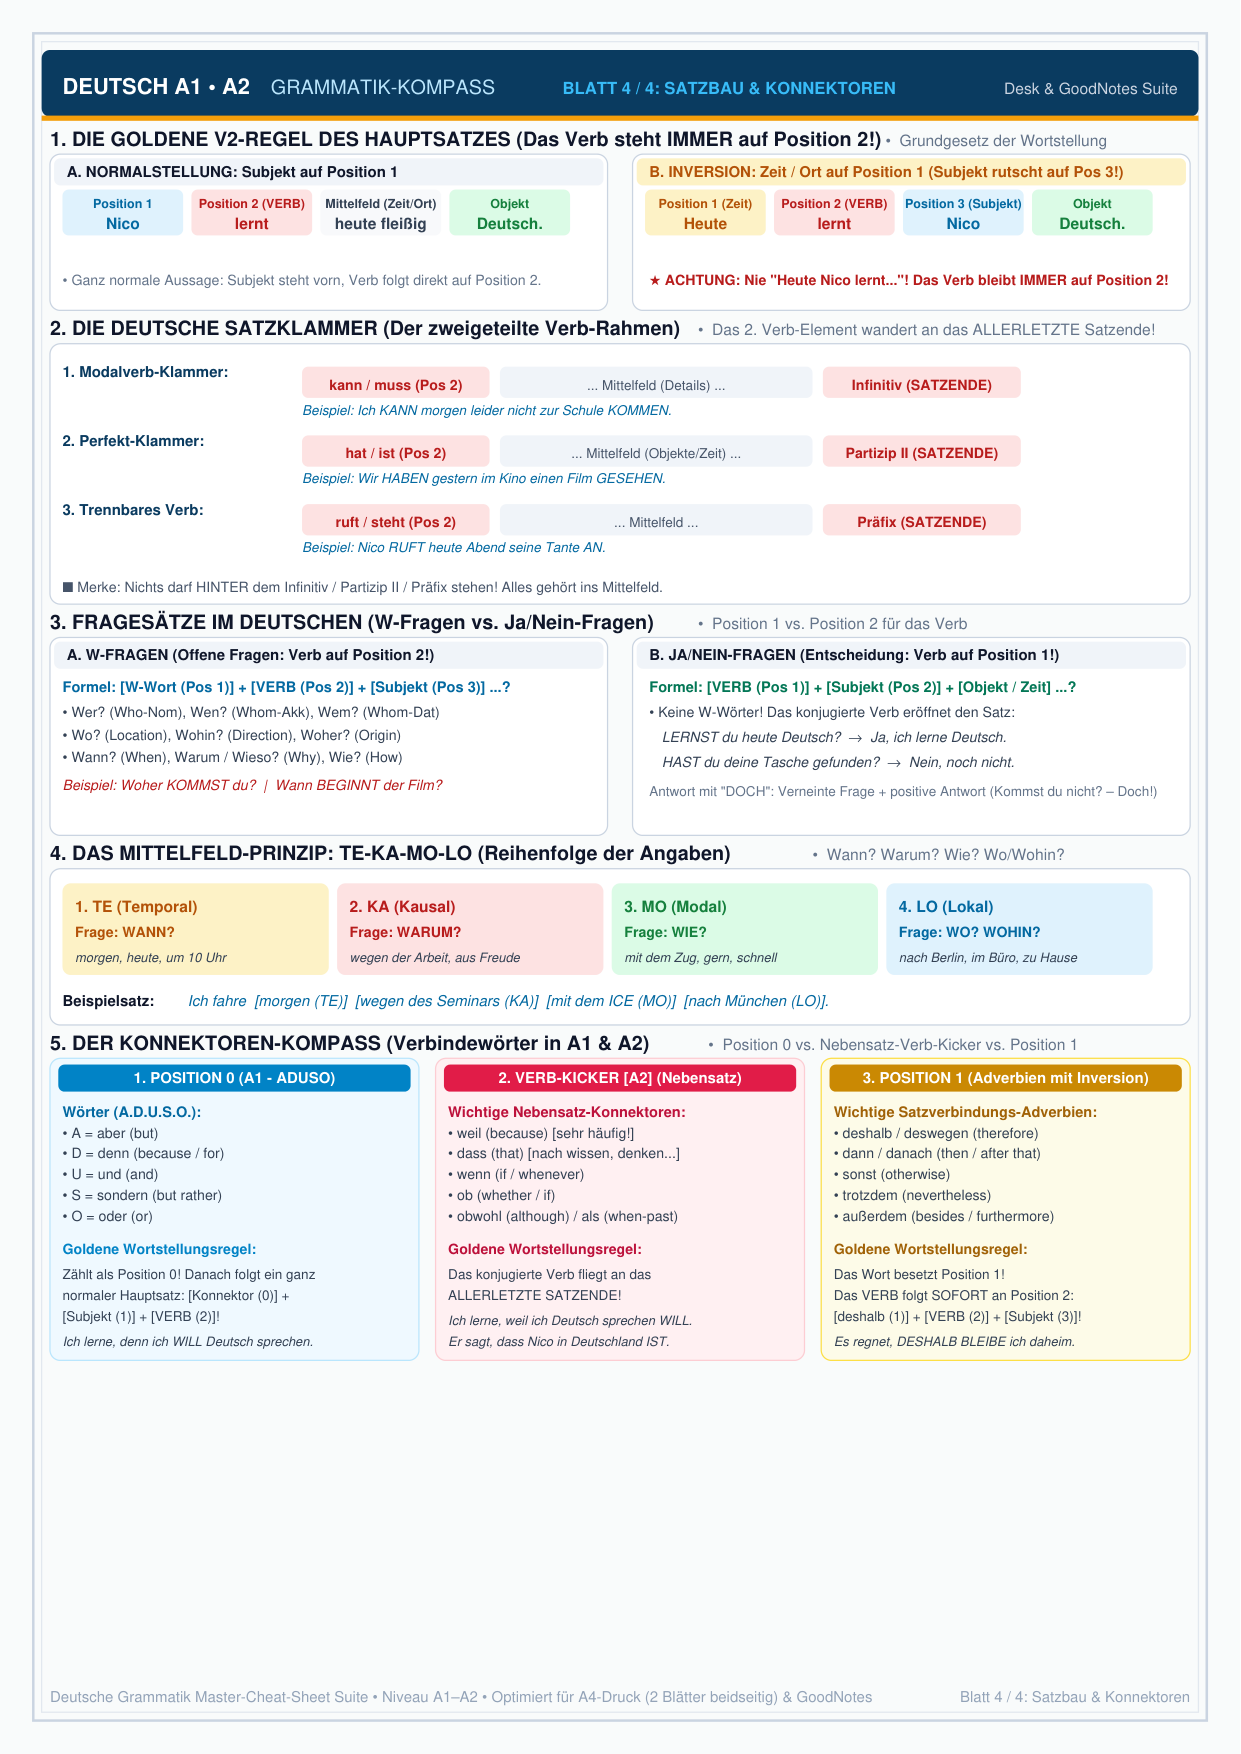 DEUTSCH A1 • A2 GRAMMATIK-KOMPASS BLATT 4 / 4: SATZBAU & KONNEKTOREN Desk & GoodNotes Suite
1. DIE GOLDENE V2-REGEL DES HAUPTSATZES (Das Verb steht IMMER auf Position 2!) • Grundgesetz der Wortstellung
A. NORMALSTELLUNG: Subjekt auf Position 1
Position 1 Position 2 (VERB) Mittelfeld (Zeit/Ort) Objekt
Nico lernt heute fleißig Deutsch.
• Ganz normale Aussage: Subjekt steht vorn, Verb folgt direkt auf Position 2.
B. INVERSION: Zeit / Ort auf Position 1 (Subjekt rutscht auf Pos 3!)
Position 1 (Zeit) Position 2 (VERB) Position 3 (Subjekt) Objekt
Heute lernt Nico Deutsch.
★ ACHTUNG: Nie "Heute Nico lernt..."! Das Verb bleibt IMMER auf Position 2!
2. DIE DEUTSCHE SATZKLAMMER (Der zweigeteilte Verb-Rahmen) • Das 2. Verb-Element wandert an das ALLERLETZTE Satzende!
1. Modalverb-Klammer:
kann / muss (Pos 2) ... Mittelfeld (Details) ... Infinitiv (SATZENDE)
Beispiel: Ich KANN morgen leider nicht zur Schule KOMMEN.
2. Perfekt-Klammer:
hat / ist (Pos 2) ... Mittelfeld (Objekte/Zeit) ... Partizip II (SATZENDE)
Beispiel: Wir HABEN gestern im Kino einen Film GESEHEN.
3. Trennbares Verb:
ruft / steht (Pos 2) ... Mittelfeld ... Präfix (SATZENDE)
Beispiel: Nico RUFT heute Abend seine Tante AN.
■ Merke: Nichts darf HINTER dem Infinitiv / Partizip II / Präfix stehen! Alles gehört ins Mittelfeld.
3. FRAGESÄTZE IM DEUTSCHEN (W-Fragen vs. Ja/Nein-Fragen) • Position 1 vs. Position 2 für das Verb
A. W-FRAGEN (Offene Fragen: Verb auf Position 2!)
Formel: [W-Wort (Pos 1)] + [VERB (Pos 2)] + [Subjekt (Pos 3)] ...?
• Wer? (Who-Nom), Wen? (Whom-Akk), Wem? (Whom-Dat)
• Wo? (Location), Wohin? (Direction), Woher? (Origin)
• Wann? (When), Warum / Wieso? (Why), Wie? (How)
Beispiel: Woher KOMMST du? | Wann BEGINNT der Film?
B. JA/NEIN-FRAGEN (Entscheidung: Verb auf Position 1!)
Formel: [VERB (Pos 1)] + [Subjekt (Pos 2)] + [Objekt / Zeit] ...?
• Keine W-Wörter! Das konjugierte Verb eröffnet den Satz:
LERNST du heute Deutsch? → Ja, ich lerne Deutsch.
HAST du deine Tasche gefunden? → Nein, noch nicht.
Antwort mit "DOCH": Verneinte Frage + positive Antwort (Kommst du nicht? – Doch!)
4. DAS MITTELFELD-PRINZIP: TE-KA-MO-LO (Reihenfolge der Angaben) • Wann? Warum? Wie? Wo/Wohin?
1. TE (Temporal)
Frage: WANN?
morgen, heute, um 10 Uhr
2. KA (Kausal)
Frage: WARUM?
wegen der Arbeit, aus Freude
3. MO (Modal)
Frage: WIE?
mit dem Zug, gern, schnell
4. LO (Lokal)
Frage: WO? WOHIN?
nach Berlin, im Büro, zu Hause
Beispielsatz: Ich fahre [morgen (TE)] [wegen des Seminars (KA)] [mit dem ICE (MO)] [nach München (LO)].
5. DER KONNEKTOREN-KOMPASS (Verbindewörter in A1 & A2) • Position 0 vs. Nebensatz-Verb-Kicker vs. Position 1
1. POSITION 0 (A1 - ADUSO)
Wörter (A.D.U.S.O.):
• A = aber (but)
• D = denn (because / for)
• U = und (and)
• S = sondern (but rather)
• O = oder (or)
Goldene Wortstellungsregel:
Zählt als Position 0! Danach folgt ein ganz
normaler Hauptsatz: [Konnektor (0)] +
[Subjekt (1)] + [VERB (2)]!
Ich lerne, denn ich WILL Deutsch sprechen.
2. VERB-KICKER [A2] (Nebensatz)
Wichtige Nebensatz-Konnektoren:
• weil (because) [sehr häufig!]
• dass (that) [nach wissen, denken...]
• wenn (if / whenever)
• ob (whether / if)
• obwohl (although) / als (when-past)
Goldene Wortstellungsregel:
Das konjugierte Verb fliegt an das
ALLERLETZTE SATZENDE!
Ich lerne, weil ich Deutsch sprechen WILL.
Er sagt, dass Nico in Deutschland IST.
3. POSITION 1 (Adverbien mit Inversion)
Wichtige Satzverbindungs-Adverbien:
• deshalb / deswegen (therefore)
• dann / danach (then / after that)
• sonst (otherwise)
• trotzdem (nevertheless)
• außerdem (besides / furthermore)
Goldene Wortstellungsregel:
Das Wort besetzt Position 1!
Das VERB folgt SOFORT an Position 2:
[deshalb (1)] + [VERB (2)] + [Subjekt (3)]!
Es regnet, DESHALB BLEIBE ich daheim.
Deutsche Grammatik Master-Cheat-Sheet Suite • Niveau A1–A2 • Optimiert für A4-Druck (2 Blätter beidseitig) & GoodNotes Blatt 4 / 4: Satzbau & Konnektoren